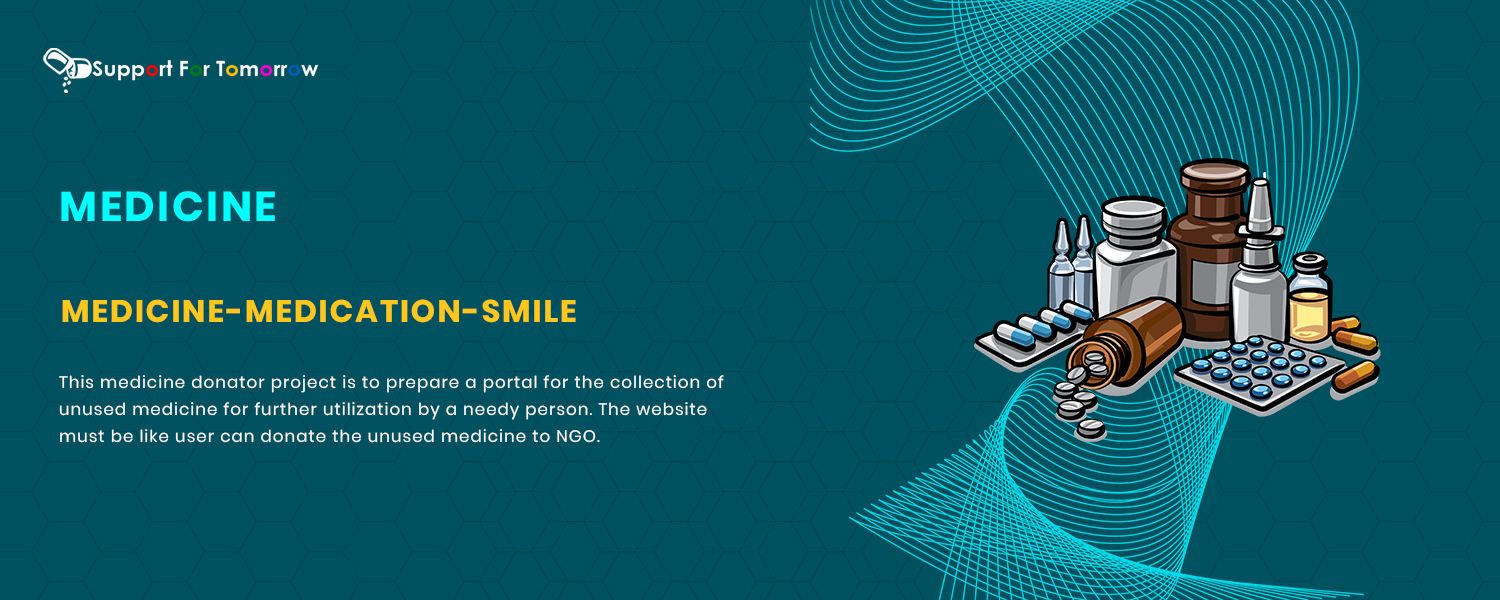 Support For Tomorrow
MEDICINE
MEDICINE-MEDICATION-SMILE
This medicine donator project is to prepare a portal for the collection of
unused medicine for further utilization by a needy person. The website
must be like user can donate the unused medicine to NGO.